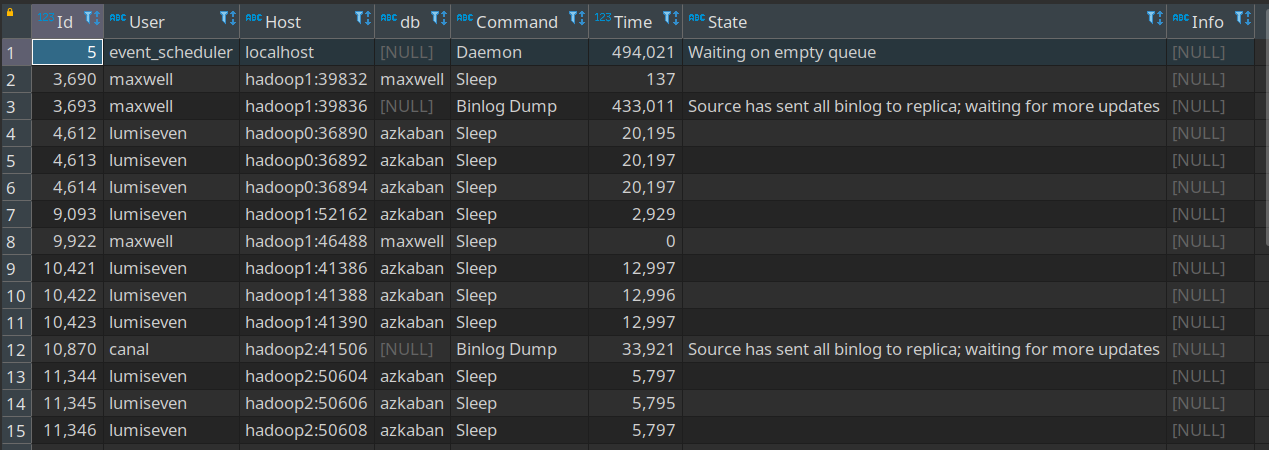 123 Id ABC User ABC Host ABC db ABC Command 123 Time ABC State ABC Info
1 5 event_scheduler localhost [NULL] Daemon 494,021 Waiting on empty queue [NULL]
2 3,690 maxwell hadoop1:39832 maxwell Sleep 137 [NULL]
3 3,693 maxwell hadoop1:39836 [NULL] Binlog Dump 433,011 Source has sent all binlog to replica; waiting for more updates [NULL]
4 4,612 lumiseven hadoop0:36890 azkaban Sleep 20,195 [NULL]
5 4,613 lumiseven hadoop0:36892 azkaban Sleep 20,197 [NULL]
6 4,614 lumiseven hadoop0:36894 azkaban Sleep 20,197 [NULL]
7 9,093 lumiseven hadoop1:52162 azkaban Sleep 2,929 [NULL]
8 9,922 maxwell hadoop1:46488 maxwell Sleep 0 [NULL]
9 10,421 lumiseven hadoop1:41386 azkaban Sleep 12,997 [NULL]
10 10,422 lumiseven hadoop1:41388 azkaban Sleep 12,996 [NULL]
11 10,423 lumiseven hadoop1:41390 azkaban Sleep 12,997 [NULL]
12 10,870 canal hadoop2:41506 [NULL] Binlog Dump 33,921 Source has sent all binlog to replica; waiting for more updates [NULL]
13 11,344 lumiseven hadoop2:50604 azkaban Sleep 5,797 [NULL]
14 11,345 lumiseven hadoop2:50606 azkaban Sleep 5,795 [NULL]
15 11,346 lumiseven hadoop2:50608 azkaban Sleep 5,797 [NULL]